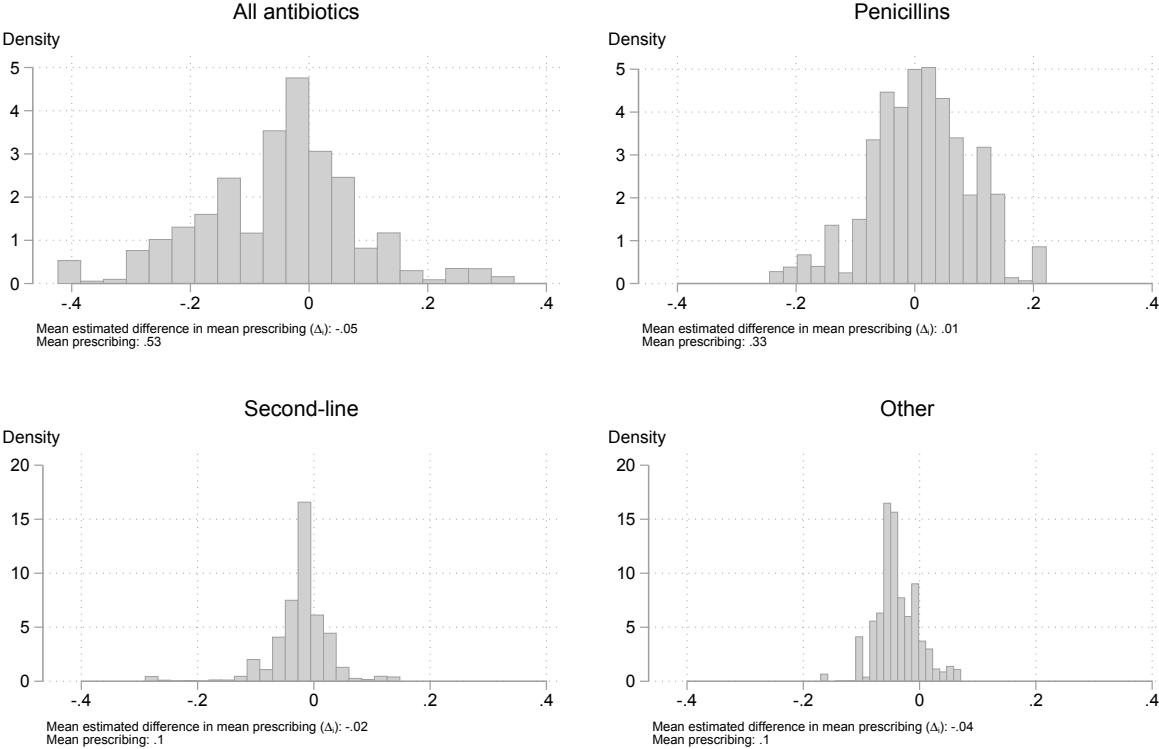 All antibiotics
Density
5
4
3
2
1
0
-.4 -.2 0 .2 .4
Mean estimated difference in mean prescribing (Δi): -.05
Mean prescribing: .53
Penicillins
Density
5
4
3
2
1
0
-.4 -.2 0 .2 .4
Mean estimated difference in mean prescribing (Δi): .01
Mean prescribing: .33
Second-line
Density
20
15
10
5
0
-.4 -.2 0 .2 .4
Mean estimated difference in mean prescribing (Δi): -.02
Mean prescribing: .1
Other
Density
20
15
10
5
0
-.4 -.2 0 .2 .4
Mean estimated difference in mean prescribing (Δi): -.04
Mean prescribing: .1